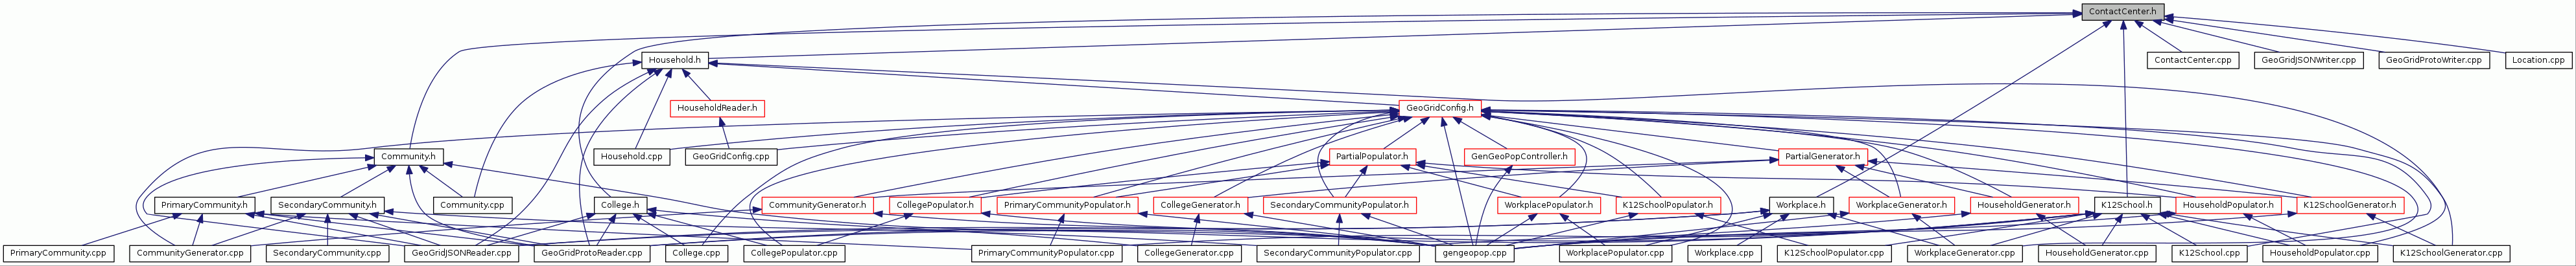 ContactCenter.h
Household.h
ContactCenter.cpp
GeoGridJSONWriter.cpp
GeoGridProtoWriter.cpp
Location.cpp
HouseholdReader.h
GeoGridConfig.h
Community.h
Household.cpp
GeoGridConfig.cpp
PartialPopulator.h
GenGeoPopController.h
PartialGenerator.h
PrimaryCommunity.h
SecondaryCommunity.h
Community.cpp
College.h
CommunityGenerator.h
CollegePopulator.h
PrimaryCommunityPopulator.h
CollegeGenerator.h
SecondaryCommunityPopulator.h
WorkplacePopulator.h
K12SchoolPopulator.h
Workplace.h
WorkplaceGenerator.h
HouseholdGenerator.h
K12School.h
HouseholdPopulator.h
K12SchoolGenerator.h
PrimaryCommunity.cpp
CommunityGenerator.cpp
SecondaryCommunity.cpp
GeoGridJSONReader.cpp
GeoGridProtoReader.cpp
College.cpp
CollegePopulator.cpp
PrimaryCommunityPopulator.cpp
CollegeGenerator.cpp
SecondaryCommunityPopulator.cpp
gengeopop.cpp
WorkplacePopulator.cpp
Workplace.cpp
K12SchoolPopulator.cpp
WorkplaceGenerator.cpp
HouseholdGenerator.cpp
K12School.cpp
HouseholdPopulator.cpp
K12SchoolGenerator.cpp